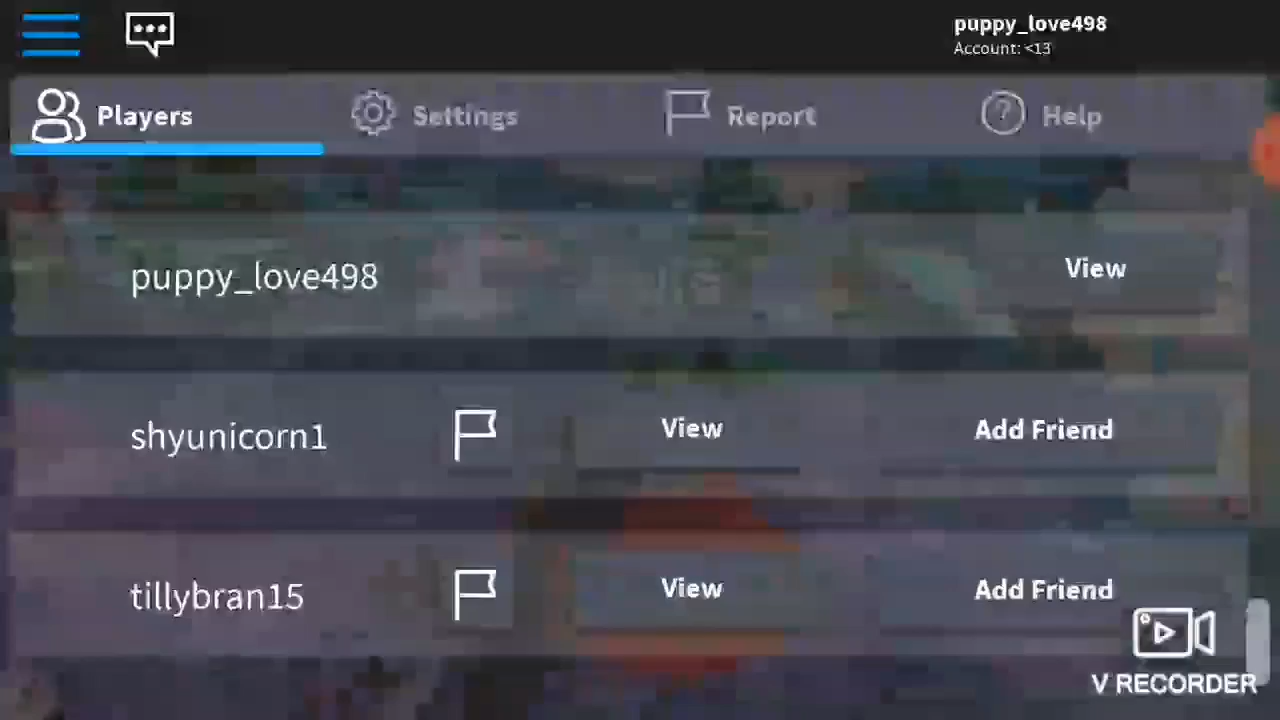 puppy_love498
Account: <13
Players
Settings
Report
Help
puppy_love498
View
shyunicorn1
View
Add Friend
tillybran15
View
Add Friend
V RECORDER